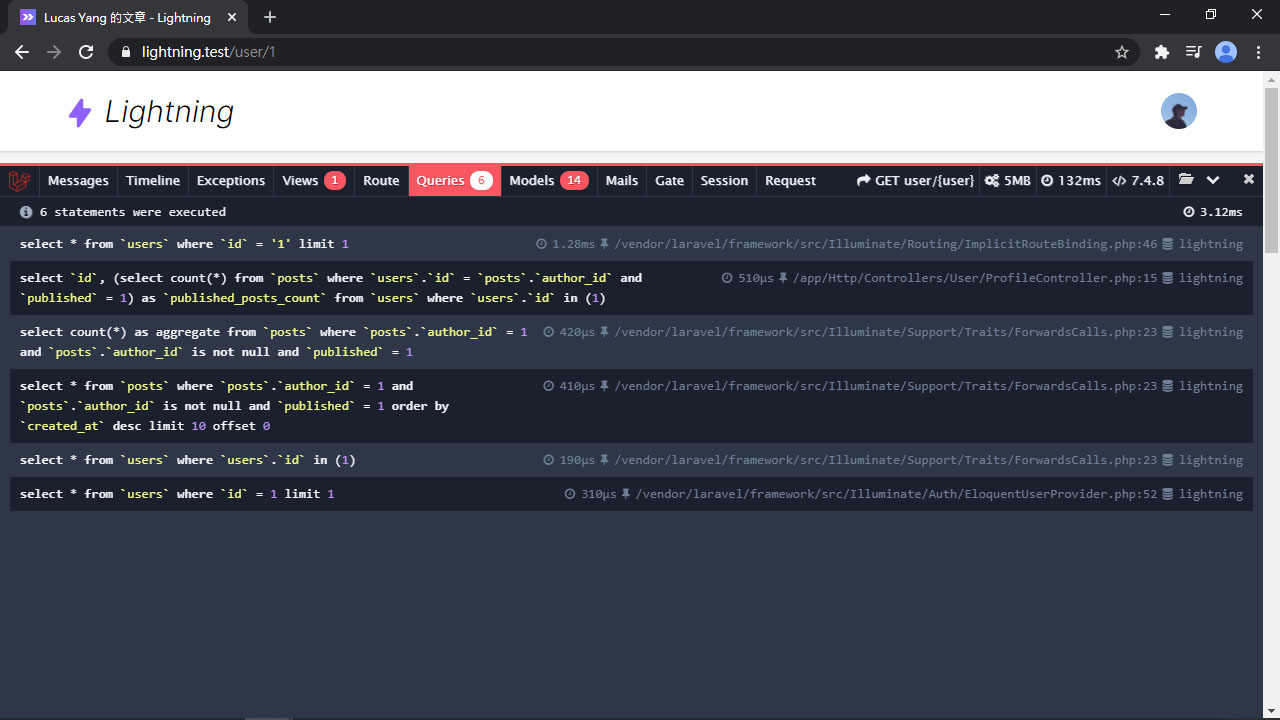 Lucas Yang 的文章 - Lightning
lightning.test/user/1
Lightning
Messages Timeline Exceptions Views 1 Route Queries 6 Models 14 Mails Gate Session Request GET user/{user} 5MB 132ms 7.4.8
6 statements were executed 3.12ms
select * from `users` where `id` = '1' limit 1 1.28ms /vendor/laravel/framework/src/Illuminate/Routing/ImplicitRouteBinding.php:46 lightning
select `id`, (select count(*) from `posts` where `users`.`id` = `posts`.`author_id` and 510μs /app/Http/Controllers/User/ProfileController.php:15 lightning
`published` = 1) as `published_posts_count` from `users` where `users`.`id` in (1)
select count(*) as aggregate from `posts` where `posts`.`author_id` = 1 420μs /vendor/laravel/framework/src/Illuminate/Support/Traits/ForwardsCalls.php:23 lightning
and `posts`.`author_id` is not null and `published` = 1
select * from `posts` where `posts`.`author_id` = 1 and 410μs /vendor/laravel/framework/src/Illuminate/Support/Traits/ForwardsCalls.php:23 lightning
`posts`.`author_id` is not null and `published` = 1 order by
`created_at` desc limit 10 offset 0
select * from `users` where `users`.`id` in (1) 190μs /vendor/laravel/framework/src/Illuminate/Support/Traits/ForwardsCalls.php:23 lightning
select * from `users` where `id` = 1 limit 1 310μs /vendor/laravel/framework/src/Illuminate/Auth/EloquentUserProvider.php:52 lightning